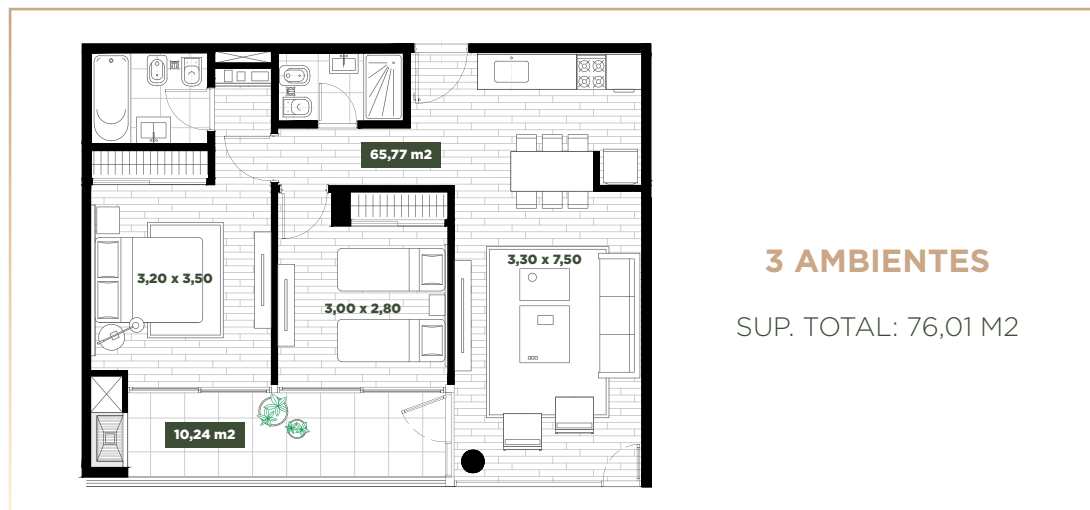 65,77 m2
3,20 x 3,50
3,00 x 2,80
3,30 x 7,50
10,24 m2
3 AMBIENTES
SUP. TOTAL: 76,01 M2